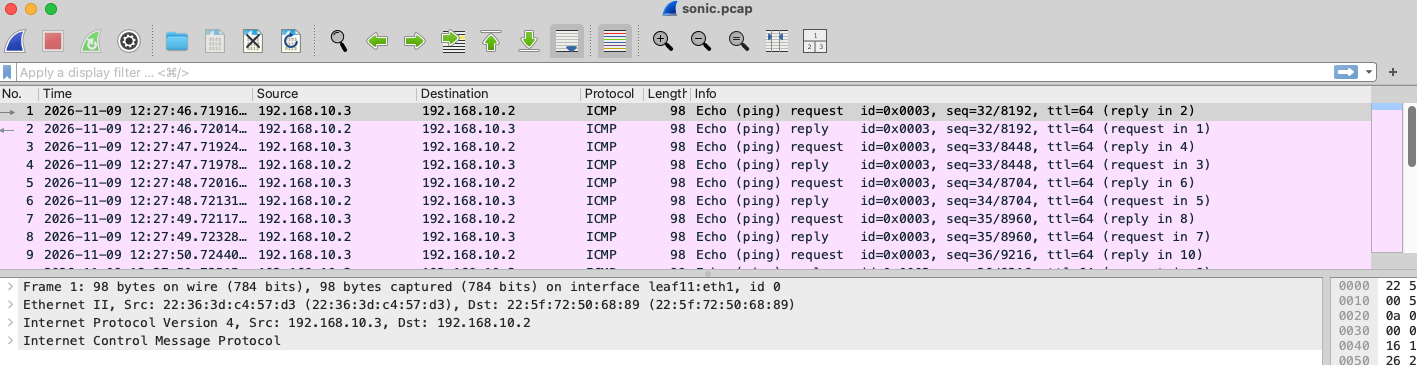 sonic.pcap
Apply a display filter ... <⌘/>
No. Time Source Destination Protocol Length Info
1 2026-11-09 12:27:46.71916… 192.168.10.3 192.168.10.2 ICMP 98 Echo (ping) request id=0x0003, seq=32/8192, ttl=64 (reply in 2)
2 2026-11-09 12:27:46.72014… 192.168.10.2 192.168.10.3 ICMP 98 Echo (ping) reply id=0x0003, seq=32/8192, ttl=64 (request in 1)
3 2026-11-09 12:27:47.71924… 192.168.10.3 192.168.10.2 ICMP 98 Echo (ping) request id=0x0003, seq=33/8448, ttl=64 (reply in 4)
4 2026-11-09 12:27:47.71978… 192.168.10.2 192.168.10.3 ICMP 98 Echo (ping) reply id=0x0003, seq=33/8448, ttl=64 (request in 3)
5 2026-11-09 12:27:48.72016… 192.168.10.3 192.168.10.2 ICMP 98 Echo (ping) request id=0x0003, seq=34/8704, ttl=64 (reply in 6)
6 2026-11-09 12:27:48.72131… 192.168.10.2 192.168.10.3 ICMP 98 Echo (ping) reply id=0x0003, seq=34/8704, ttl=64 (request in 5)
7 2026-11-09 12:27:49.72117… 192.168.10.3 192.168.10.2 ICMP 98 Echo (ping) request id=0x0003, seq=35/8960, ttl=64 (reply in 8)
8 2026-11-09 12:27:49.72328… 192.168.10.2 192.168.10.3 ICMP 98 Echo (ping) reply id=0x0003, seq=35/8960, ttl=64 (request in 7)
9 2026-11-09 12:27:50.72440… 192.168.10.3 192.168.10.2 ICMP 98 Echo (ping) request id=0x0003, seq=36/9216, ttl=64 (reply in 10)
Frame 1: 98 bytes on wire (784 bits), 98 bytes captured (784 bits) on interface leaf11:eth1, id 0
Ethernet II, Src: 22:36:3d:c4:57:d3 (22:36:3d:c4:57:d3), Dst: 22:5f:72:50:68:89 (22:5f:72:50:68:89)
Internet Protocol Version 4, Src: 192.168.10.3, Dst: 192.168.10.2
Internet Control Message Protocol
0000 22 5
0010 00 5
0020 0a 0
0030 00 0
0040 16 1
0050 26 2